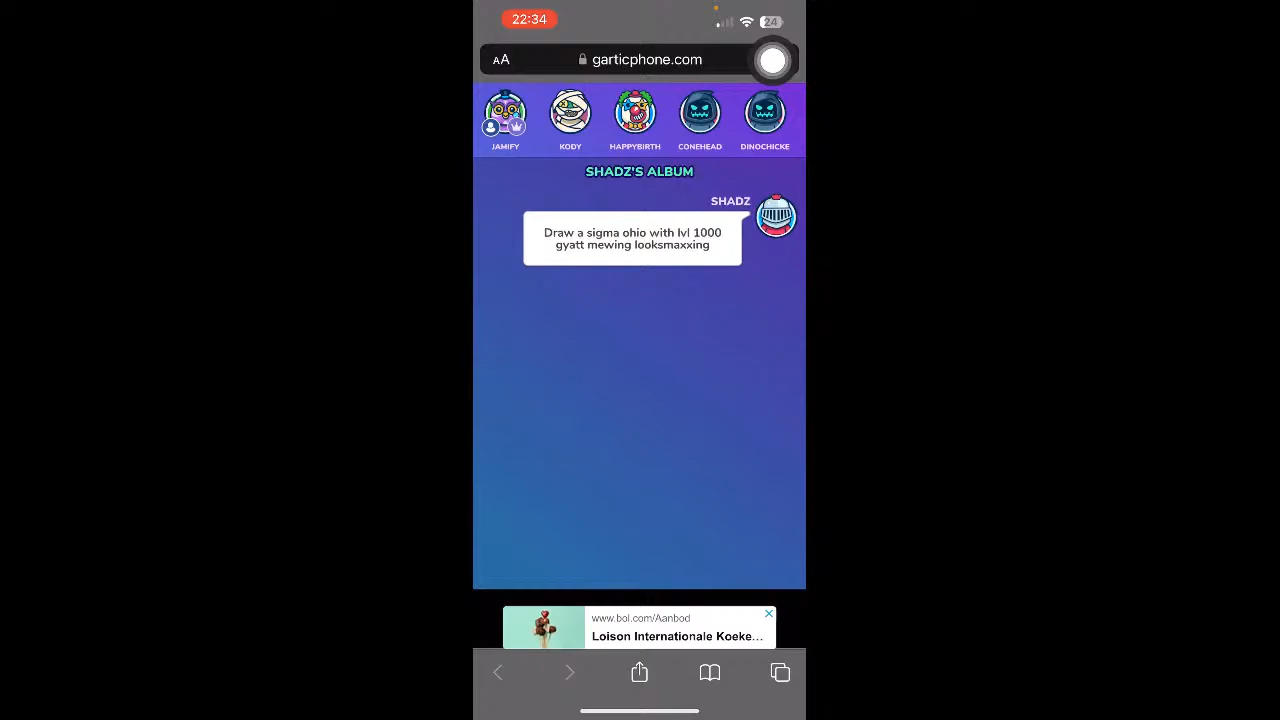 22:34
24
AA
garticphone.com
JAMIFY
KODY
HAPPYBIRTH
CONEHEAD
DINOCHICKE
SHADZ'S ALBUM
SHADZ
Draw a sigma ohio with lvl 1000
gyatt mewing looksmaxxing
www.bol.com/Aanbod
Loison Internationale Koeke...